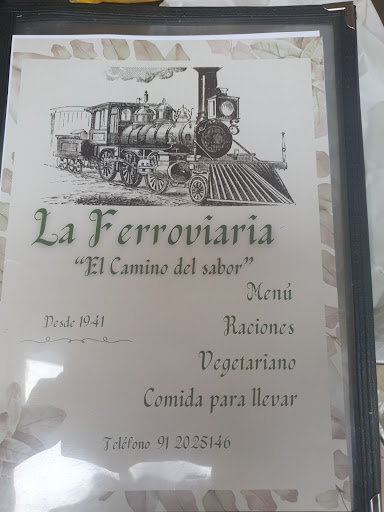 La Ferroviaria
"El Camino del sabor"
Menú
Desde 1941
Raciones
Vegetariano
Comida para llevar
Teléfono 91 2025146